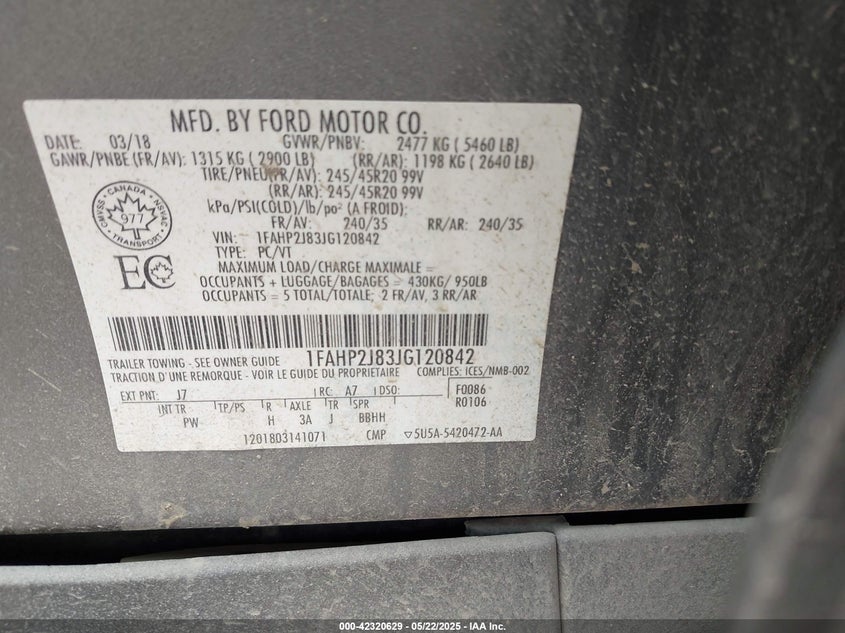 MFD. BY FORD MOTOR CO.
DATE: 03/18 GVWR/PNBV: 2477 KG ( 5460 LB)
GAWR/PNBE (FR/AV): 1315 KG ( 2900 LB) (RR/AR): 1198 KG ( 2640 LB)
TIRE/PNEU(FR/AV): 245/45R20 99V
(RR/AR): 245/45R20 99V
kPa/PSI(COLD)/lb/po² (A FROID):
FR/AV: 240/35 RR/AR: 240/35
VIN: 1FAHP2J83JG120842
TYPE: PC/VT
CANADA
CMVSS NSVAC
977
TRANSPORT
EC
MAXIMUM LOAD/CHARGE MAXIMALE =
OCCUPANTS + LUGGAGE/BAGAGES = 430KG/ 950LB
OCCUPANTS = 5 TOTAL/TOTALE; 2 FR/AV, 3 RR/AR
TRAILER TOWING - SEE OWNER GUIDE 1FAHP2J83JG120842
TRACTION D'UNE REMORQUE - VOIR LE GUIDE DU PROPRIETAIRE COMPLIES: ICES/NMB-002
EXT PNT: J7 RC: A7 DSO: F0086
INT TR TP/PS R AXLE TR SPR R0106
PW H 3A J BBHH
1201803141071 CMP ▽5U5A-5420472-AA
000-42320629 - 05/22/2025 - IAA Inc.